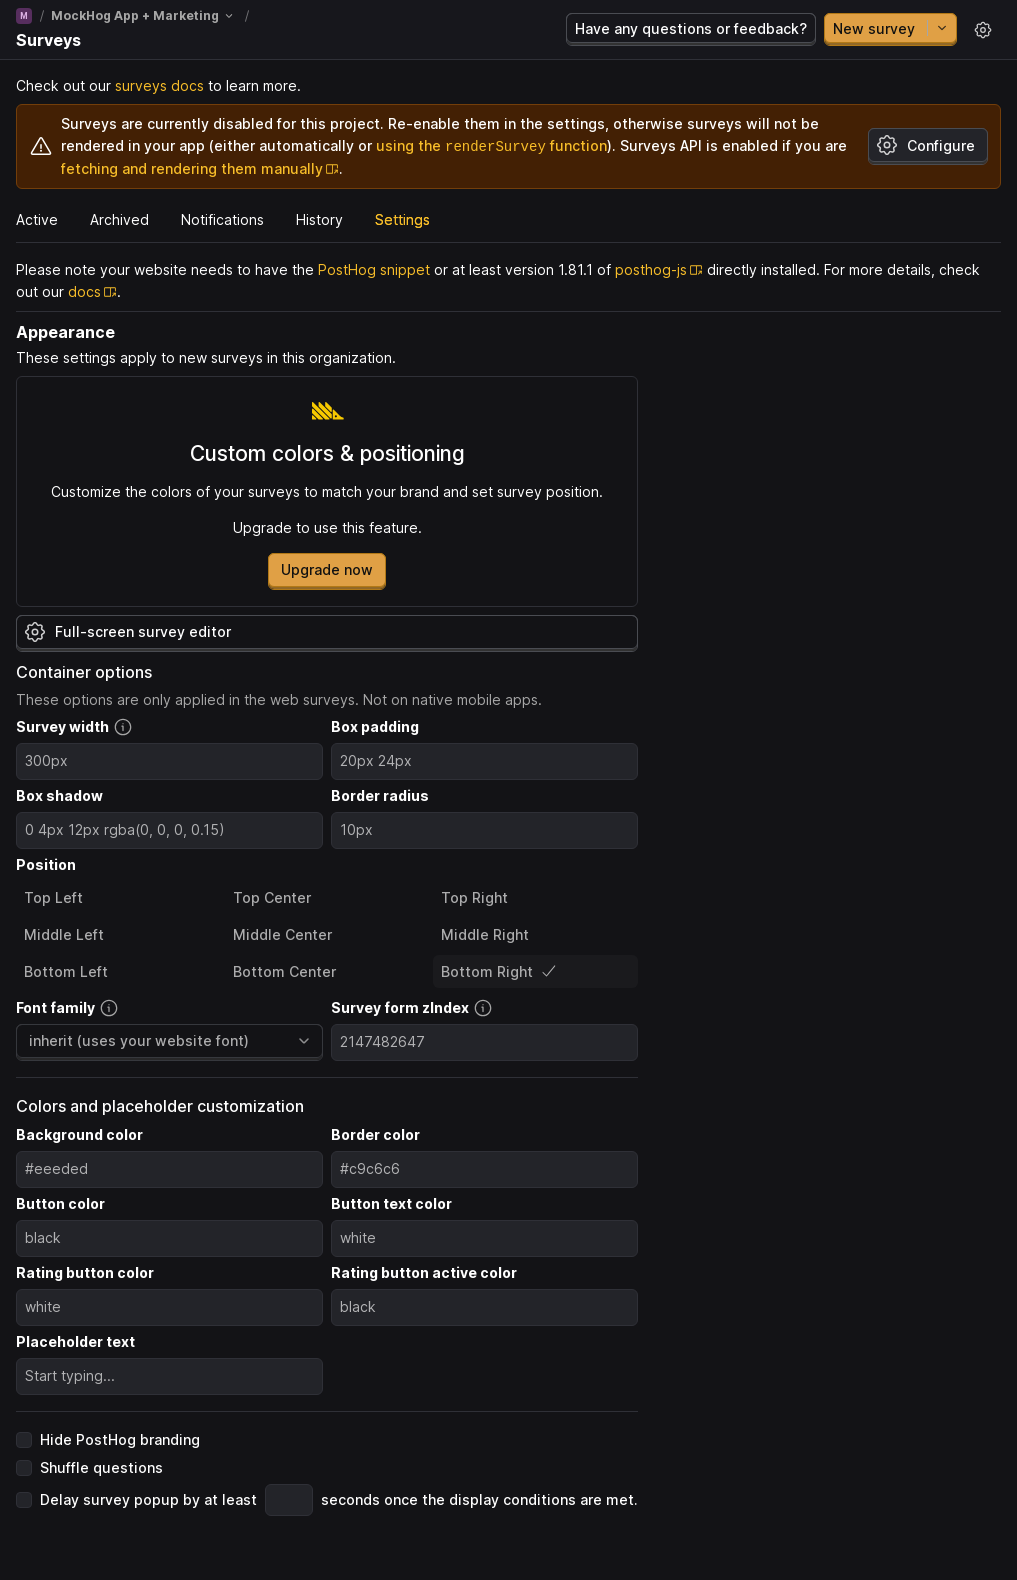 M / MockHog App + Marketing /
Surveys
Have any questions or feedback?
New survey
Check out our surveys docs to learn more.
Surveys are currently disabled for this project. Re-enable them in the settings, otherwise surveys will not be
rendered in your app (either automatically or using the renderSurvey function). Surveys API is enabled if you are
fetching and rendering them manually.
Configure
Active Archived Notifications History Settings
Please note your website needs to have the PostHog snippet or at least version 1.81.1 of posthog-js directly installed. For more details, check
out our docs.
Appearance
These settings apply to new surveys in this organization.
Custom colors & positioning
Customize the colors of your surveys to match your brand and set survey position.
Upgrade to use this feature.
Upgrade now
Full-screen survey editor
Container options
These options are only applied in the web surveys. Not on native mobile apps.
Survey width Box padding
300px 20px 24px
Box shadow Border radius
0 4px 12px rgba(0, 0, 0, 0.15) 10px
Position
Top Left Top Center Top Right
Middle Left Middle Center Middle Right
Bottom Left Bottom Center Bottom Right
Font family Survey form zIndex
inherit (uses your website font) 2147482647
Colors and placeholder customization
Background color Border color
#eeeded #c9c6c6
Button color Button text color
black white
Rating button color Rating button active color
white black
Placeholder text
Start typing...
Hide PostHog branding
Shuffle questions
Delay survey popup by at least seconds once the display conditions are met.